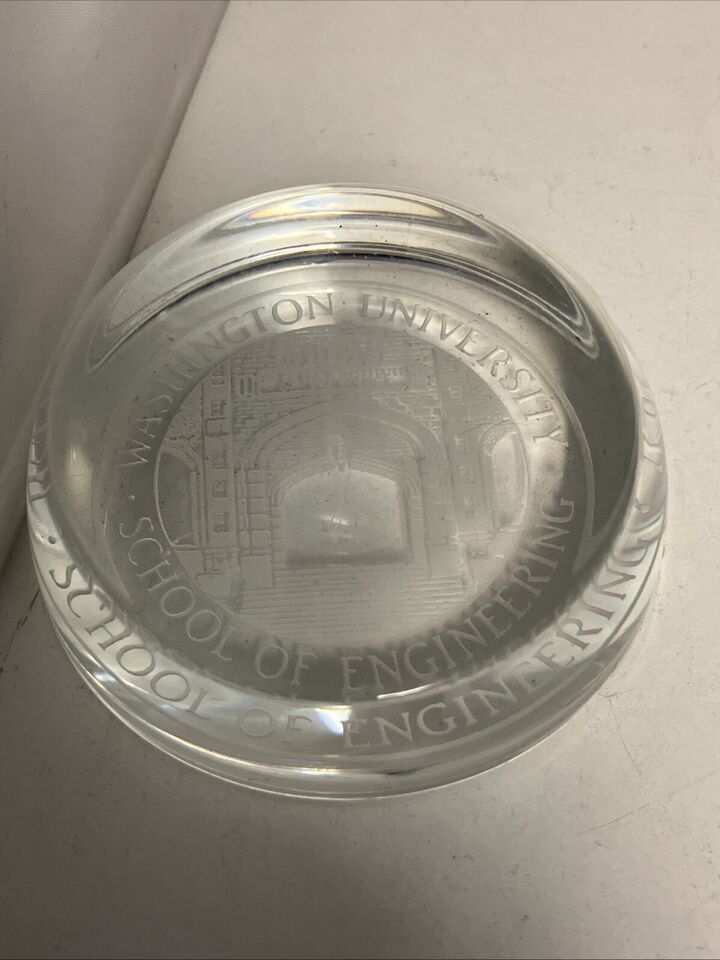 WASHINGTON UNIVERSITY
· SCHOOL OF ENGINEERING
· SCHOOL OF ENGINEERING